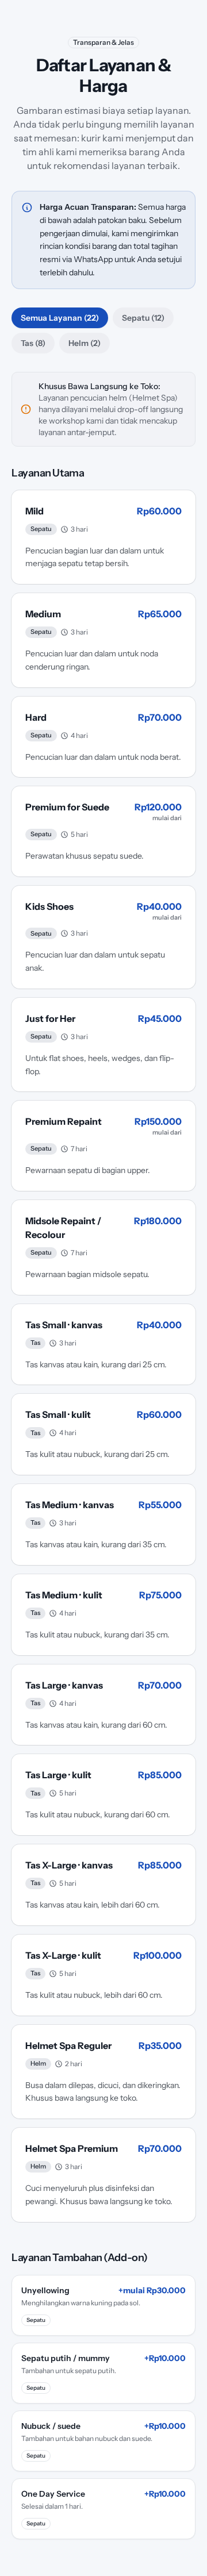 Transparan & Jelas
Daftar Layanan &
Harga
Gambaran estimasi biaya setiap layanan.
Anda tidak perlu bingung memilih layanan
saat memesan: kurir kami menjemput dan
tim ahli kami memeriksa barang Anda
untuk rekomendasi layanan terbaik.
Harga Acuan Transparan: Semua harga
di bawah adalah patokan baku. Sebelum
pengerjaan dimulai, kami mengirimkan
rincian kondisi barang dan total tagihan
resmi via WhatsApp untuk Anda setujui
terlebih dahulu.
Semua Layanan (22)
Sepatu (12)
Tas (8)
Helm (2)
Khusus Bawa Langsung ke Toko:
Layanan pencucian helm (Helmet Spa)
hanya dilayani melalui drop-off langsung
ke workshop kami dan tidak mencakup
layanan antar-jemput.
Layanan Utama
Mild
Rp60.000
Sepatu
3 hari
Pencucian bagian luar dan dalam untuk
menjaga sepatu tetap bersih.
Medium
Rp65.000
Sepatu
3 hari
Pencucian luar dan dalam untuk noda
cenderung ringan.
Hard
Rp70.000
Sepatu
4 hari
Pencucian luar dan dalam untuk noda berat.
Premium for Suede
Rp120.000
mulai dari
Sepatu
5 hari
Perawatan khusus sepatu suede.
Kids Shoes
Rp40.000
mulai dari
Sepatu
3 hari
Pencucian luar dan dalam untuk sepatu
anak.
Just for Her
Rp45.000
Sepatu
3 hari
Untuk flat shoes, heels, wedges, dan flip-
flop.
Premium Repaint
Rp150.000
mulai dari
Sepatu
7 hari
Pewarnaan sepatu di bagian upper.
Midsole Repaint /
Recolour
Rp180.000
Sepatu
7 hari
Pewarnaan bagian midsole sepatu.
Tas Small · kanvas
Rp40.000
Tas
3 hari
Tas kanvas atau kain, kurang dari 25 cm.
Tas Small · kulit
Rp60.000
Tas
4 hari
Tas kulit atau nubuck, kurang dari 25 cm.
Tas Medium · kanvas
Rp55.000
Tas
3 hari
Tas kanvas atau kain, kurang dari 35 cm.
Tas Medium · kulit
Rp75.000
Tas
4 hari
Tas kulit atau nubuck, kurang dari 35 cm.
Tas Large · kanvas
Rp70.000
Tas
4 hari
Tas kanvas atau kain, kurang dari 60 cm.
Tas Large · kulit
Rp85.000
Tas
5 hari
Tas kulit atau nubuck, kurang dari 60 cm.
Tas X-Large · kanvas
Rp85.000
Tas
5 hari
Tas kanvas atau kain, lebih dari 60 cm.
Tas X-Large · kulit
Rp100.000
Tas
5 hari
Tas kulit atau nubuck, lebih dari 60 cm.
Helmet Spa Reguler
Rp35.000
Helm
2 hari
Busa dalam dilepas, dicuci, dan dikeringkan.
Khusus bawa langsung ke toko.
Helmet Spa Premium
Rp70.000
Helm
3 hari
Cuci menyeluruh plus disinfeksi dan
pewangi. Khusus bawa langsung ke toko.
Layanan Tambahan (Add-on)
Unyellowing
+mulai Rp30.000
Menghilangkan warna kuning pada sol.
Sepatu
Sepatu putih / mummy
+Rp10.000
Tambahan untuk sepatu putih.
Sepatu
Nubuck / suede
+Rp10.000
Tambahan untuk bahan nubuck dan suede.
Sepatu
One Day Service
+Rp10.000
Selesai dalam 1 hari.
Sepatu